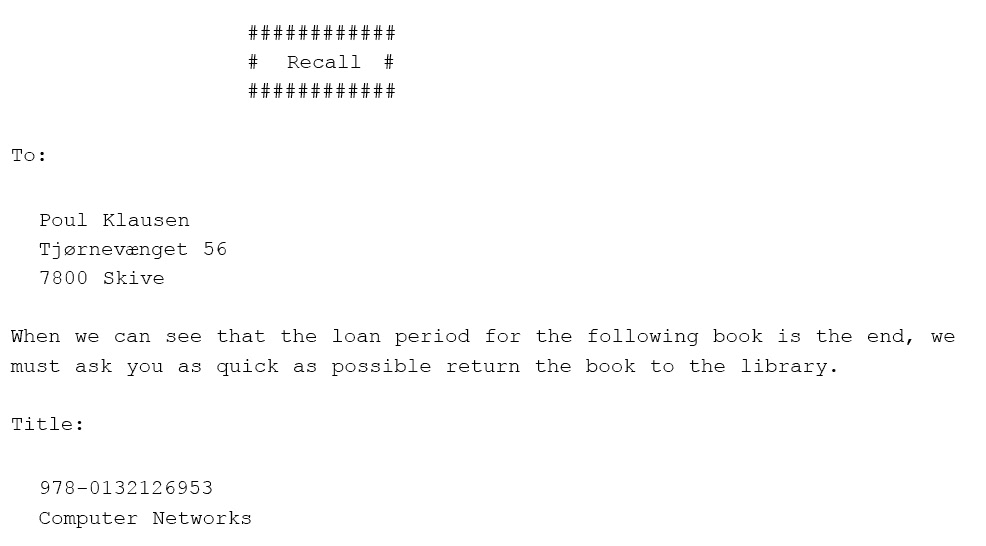 ############
# Recall #
############
To:
Poul Klausen
Tjørnevænget 56
7800 Skive
When we can see that the loan period for the following book is the end, we
must ask you as quick as possible return the book to the library.
Title:
978-0132126953
Computer Networks